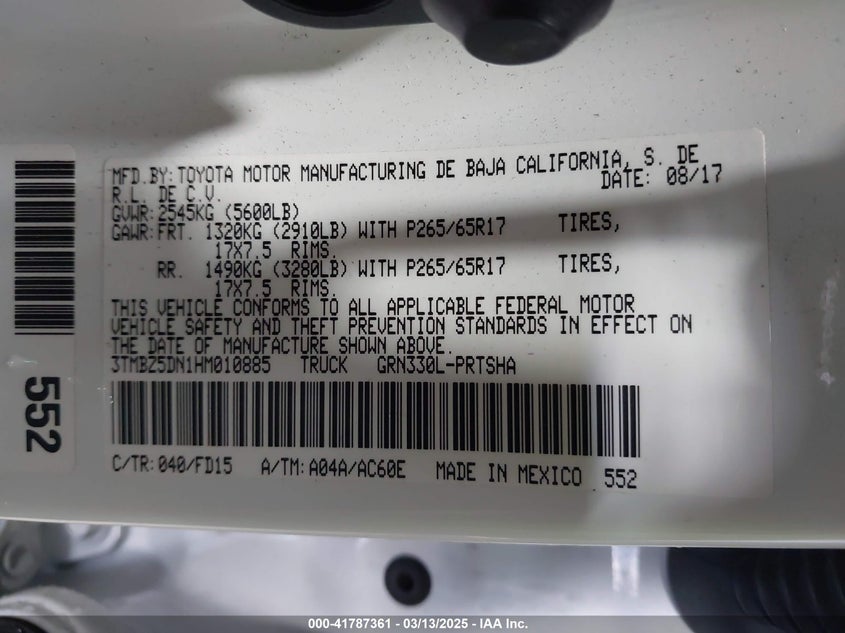 MFD.BY:TOYOTA MOTOR MANUFACTURING DE BAJA CALIFORNIA, S. DE
R.L. DE C.V. DATE: 08/17
GVWR:2545KG (5600LB)
GAWR:FRT. 1320KG (2910LB) WITH P265/65R17 TIRES,
17X7.5 RIMS.
RR. 1490KG (3280LB) WITH P265/65R17 TIRES,
17X7.5 RIMS.
THIS VEHICLE CONFORMS TO ALL APPLICABLE FEDERAL MOTOR
VEHICLE SAFETY AND THEFT PREVENTION STANDARDS IN EFFECT ON
THE DATE OF MANUFACTURE SHOWN ABOVE.
3TMBZ5DN1HM010885 TRUCK GRN330L-PRTSHA
C/TR:040/FD15 A/TM:A04A/AC60E MADE IN MEXICO 552
552
000-41787361 - 03/13/2025 - IAA Inc.